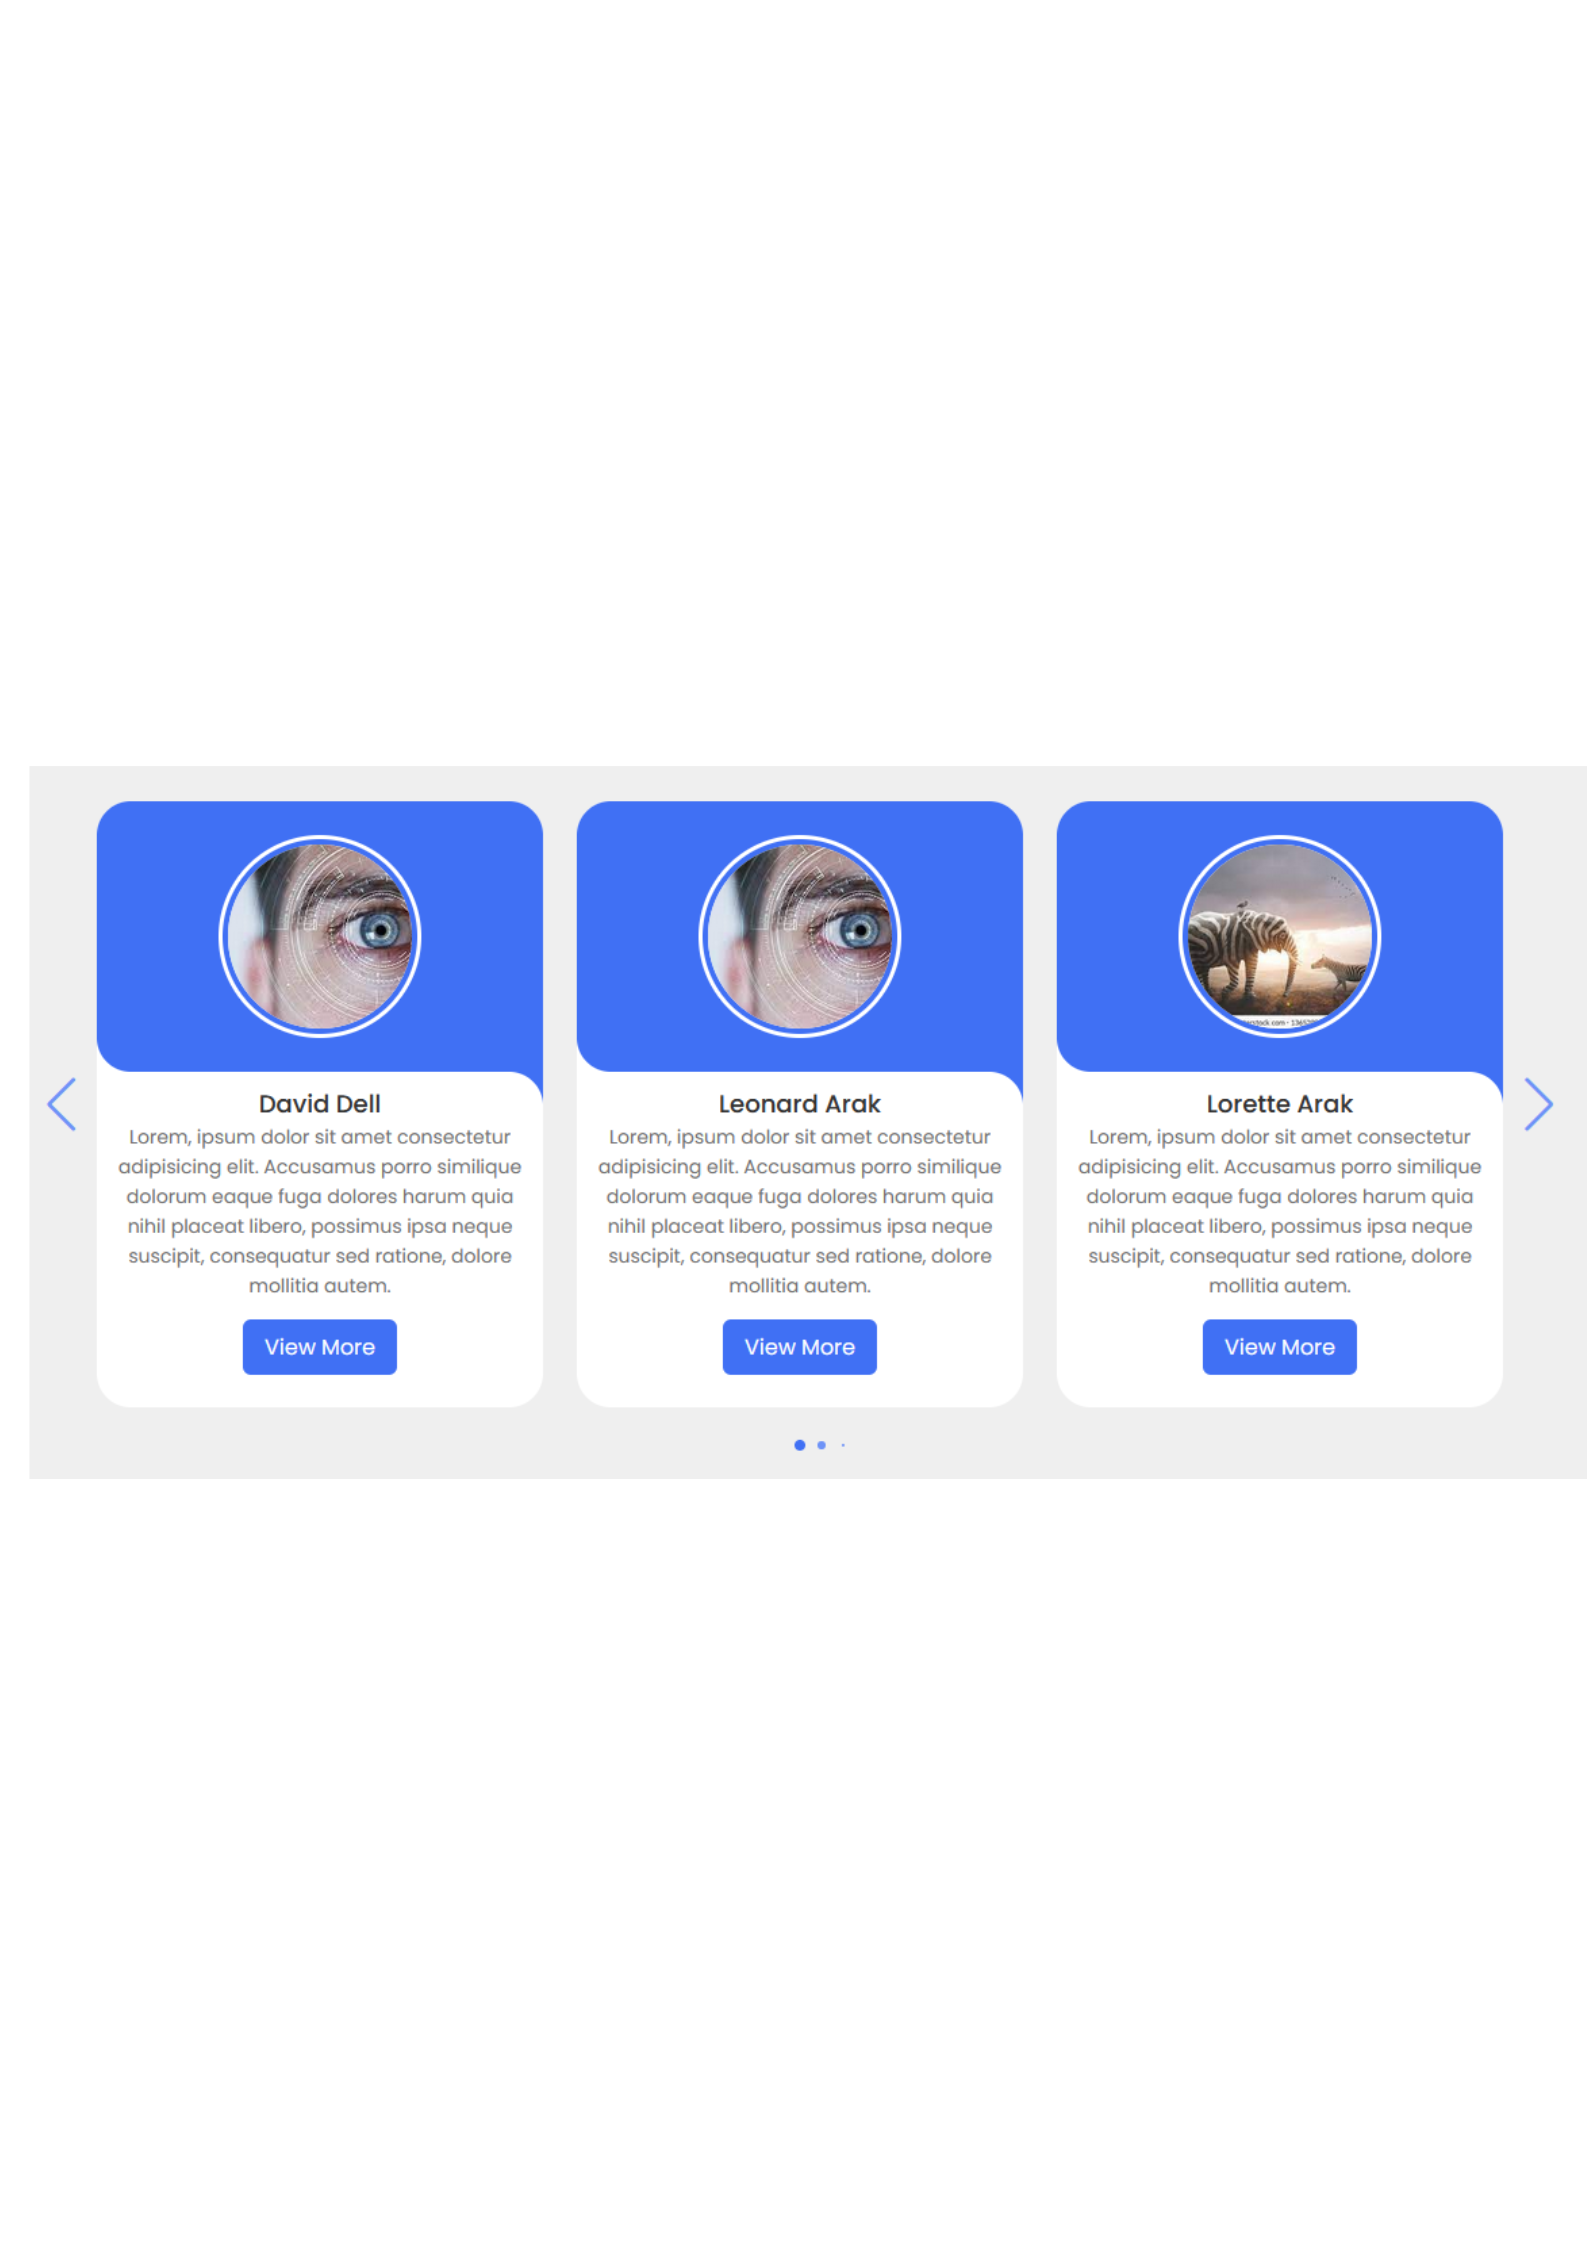 David Dell
Lorem, ipsum dolor sit amet consectetur
adipisicing elit. Accusamus porro similique
dolorum eaque fuga dolores harum quia
nihil placeat libero, possimus ipsa neque
suscipit, consequatur sed ratione, dolore
mollitia autem.
View More
Leonard Arak
Lorem, ipsum dolor sit amet consectetur
adipisicing elit. Accusamus porro similique
dolorum eaque fuga dolores harum quia
nihil placeat libero, possimus ipsa neque
suscipit, consequatur sed ratione, dolore
mollitia autem.
View More
Lorette Arak
Lorem, ipsum dolor sit amet consectetur
adipisicing elit. Accusamus porro similique
dolorum eaque fuga dolores harum quia
nihil placeat libero, possimus ipsa neque
suscipit, consequatur sed ratione, dolore
mollitia autem.
View More